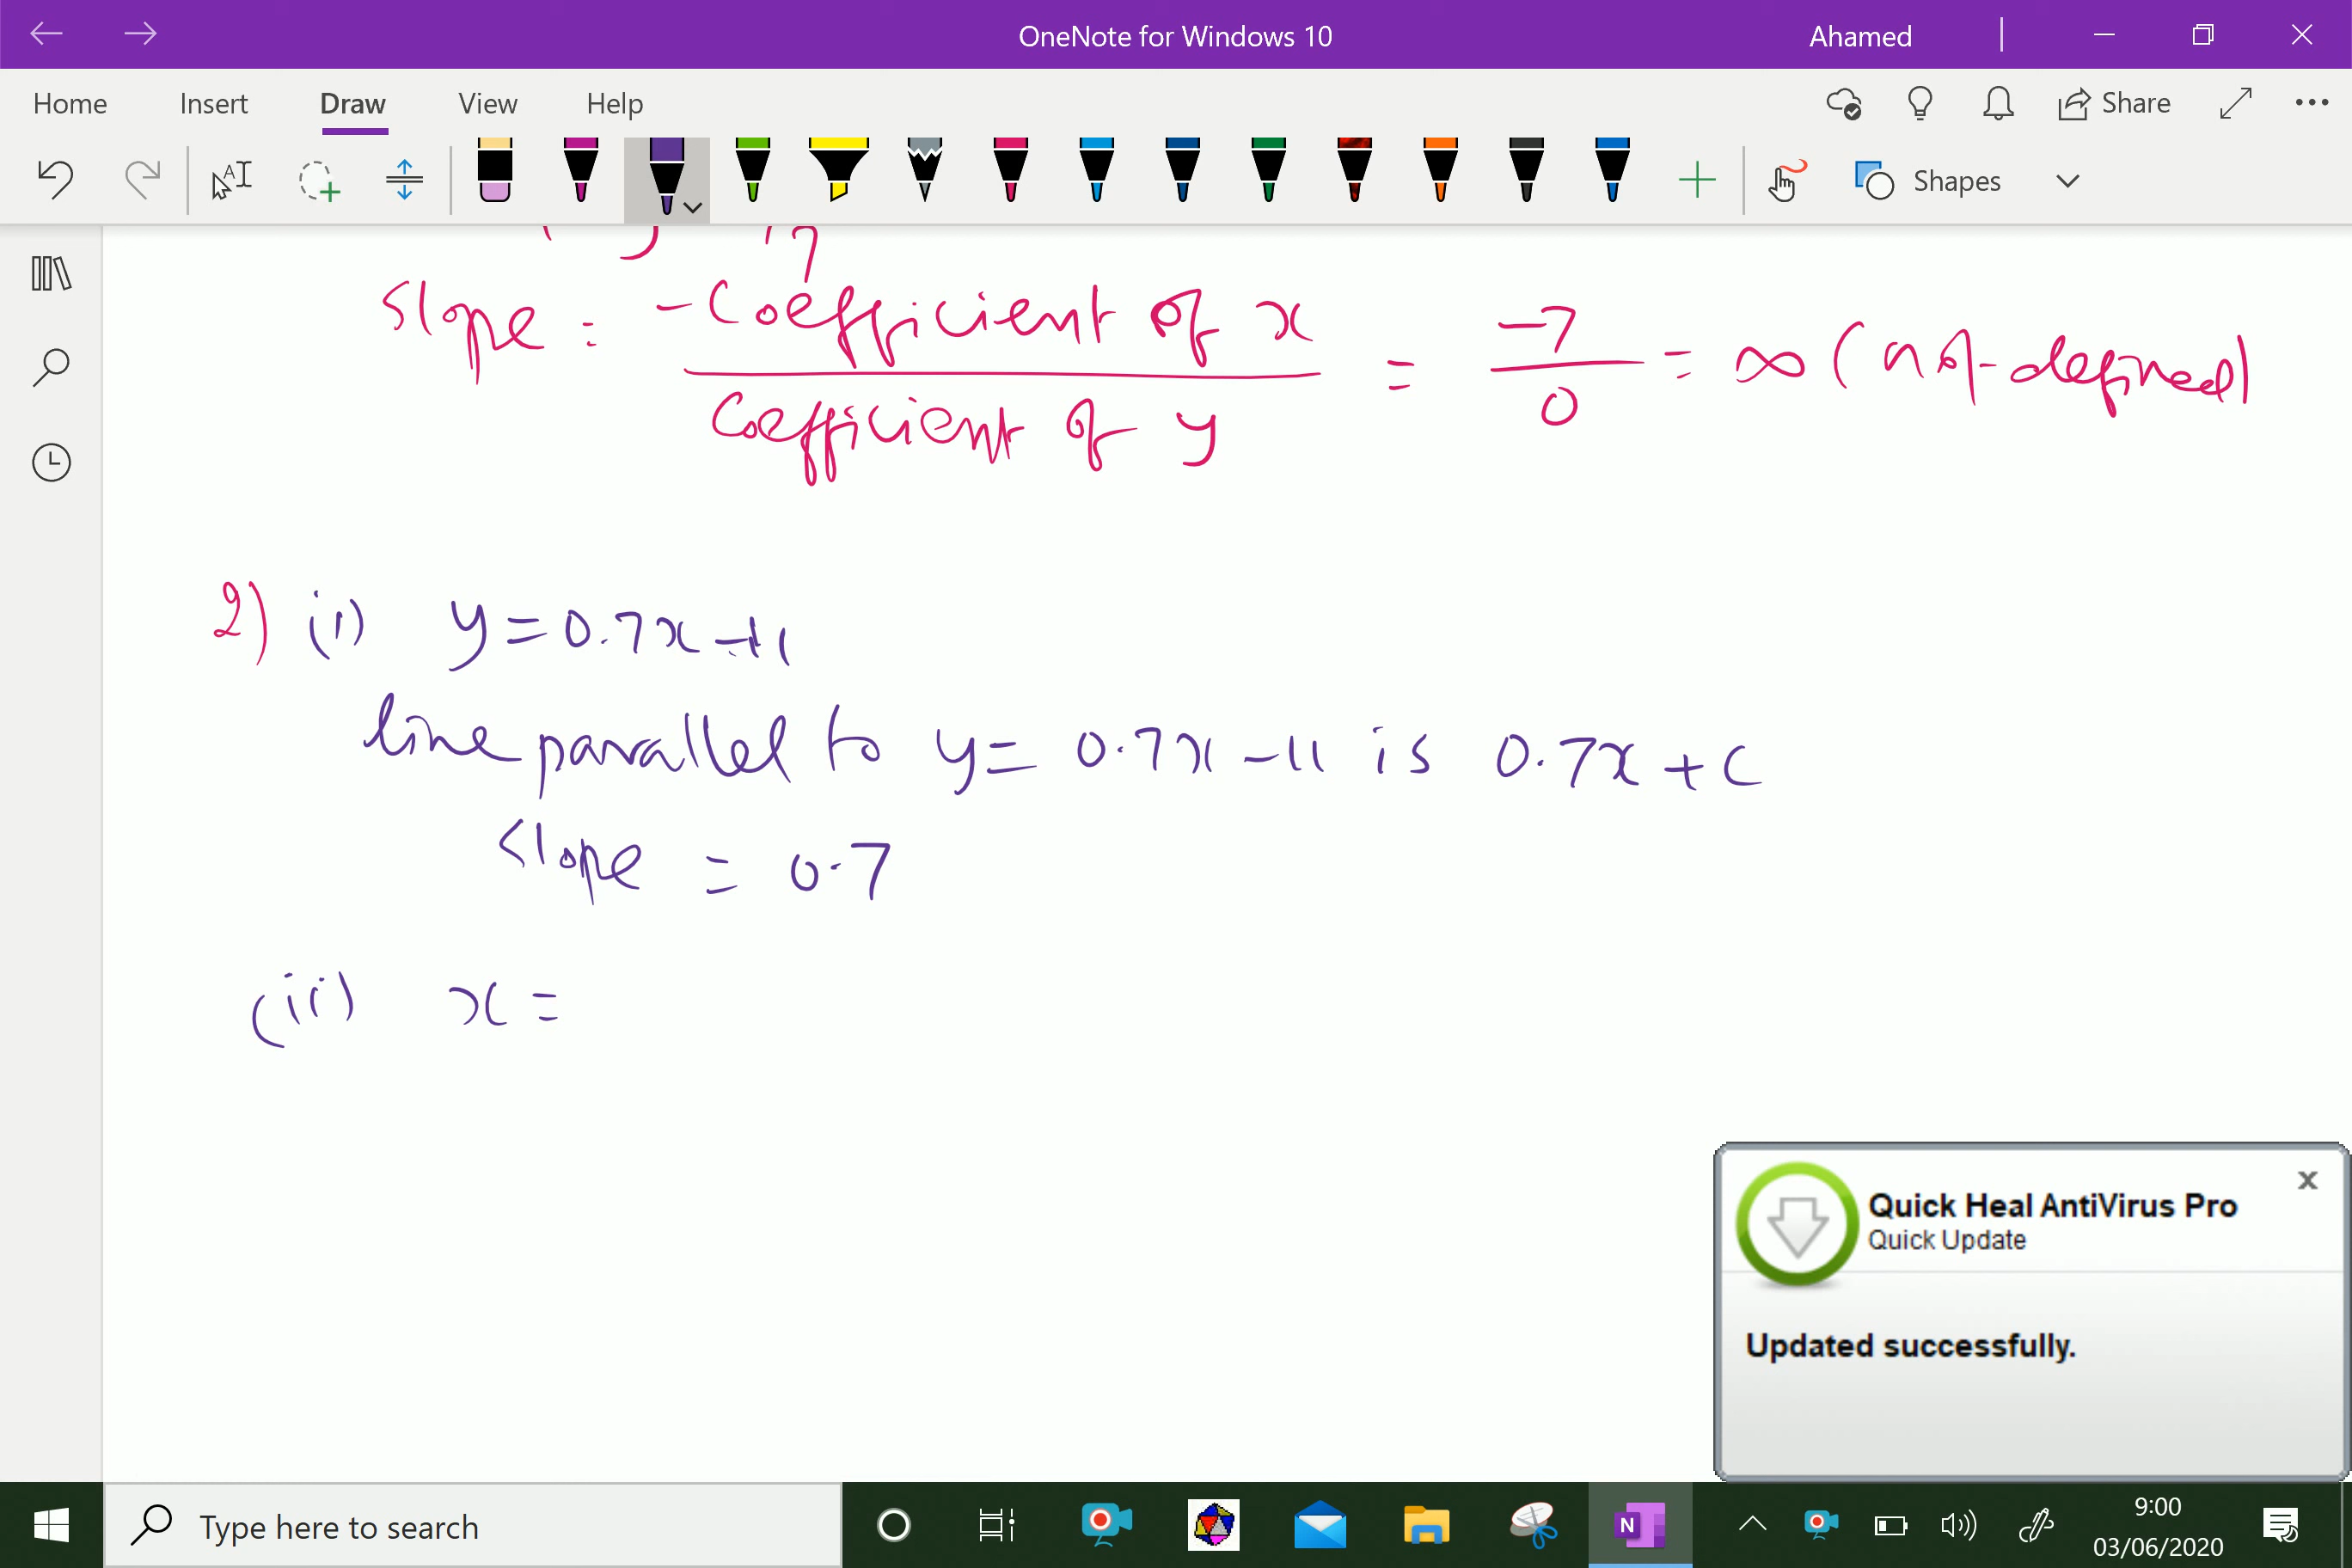 OneNote for Windows 10
Ahamed
Home Insert Draw View Help
Share
Shapes
slope = -Coefficient of x / Coefficient of y = -7/0 = ∞ (not-defined)
2) (i) y = 0.7x - 11
line parallel to y = 0.7x - 11 is 0.7x + c
slope = 0.7
(ii) x =
Quick Heal AntiVirus Pro
Quick Update
x
Updated successfully.
Type here to search
9:00
03/06/2020